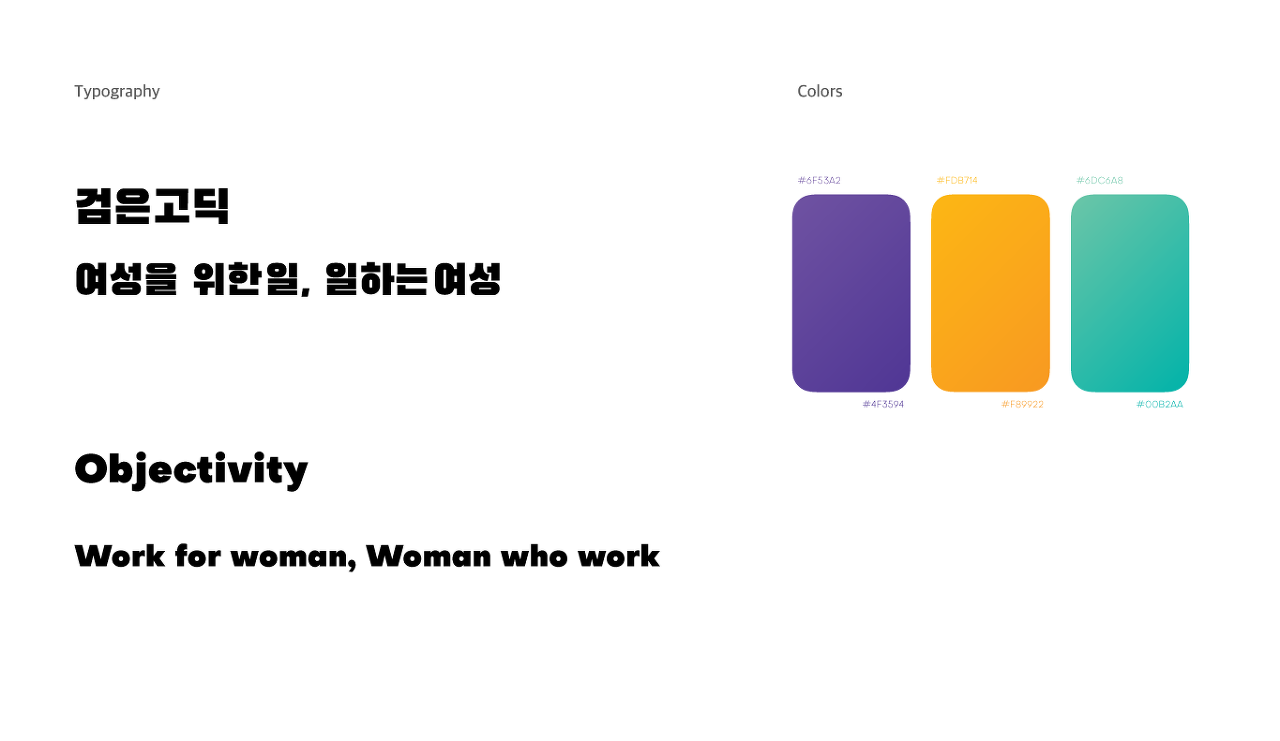 Typography
검은고딕
여성을 위한일, 일하는여성
Objectivity
Work for woman, Woman who work
Colors
#6F53A2
#FDB714
#6DC6A8
#4F3594
#F89922
#00B2AA